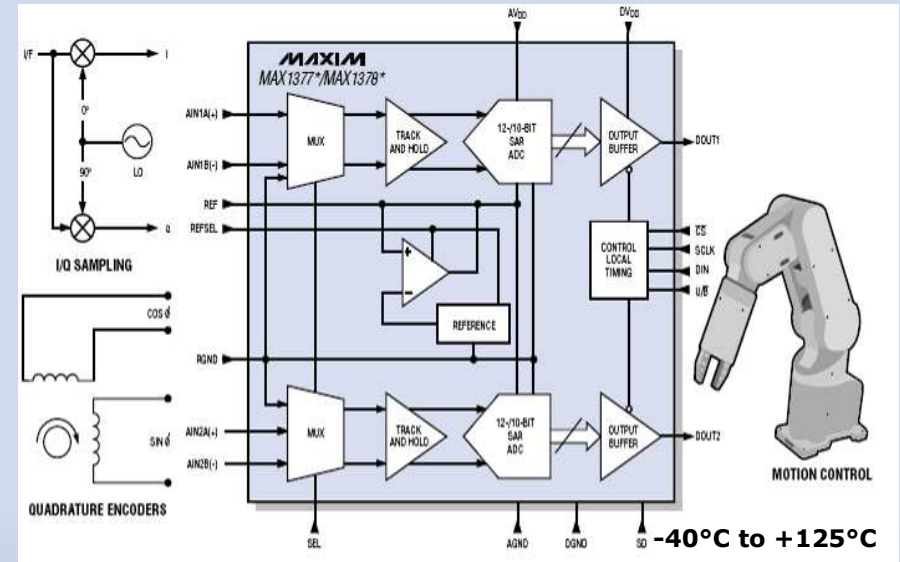 AVDD
DVDD
MAXIM
MAX1377*/MAX1378*
I/F
I
0°
90°
LO
Q
I/Q SAMPLING
AIN1A(+)
AIN1B(-)
REF
REFSEL
MUX
TRACK
AND HOLD
12-/10-BIT
SAR
ADC
OUTPUT
BUFFER
DOUT1
CONTROL
LOCAL
TIMING
CS
SCLK
DIN
U/B
+
−
REFERENCE
RGND
COS ϕ
SIN ϕ
QUADRATURE ENCODERS
AIN2A(+)
AIN2B(-)
MUX
TRACK
AND HOLD
12-/10-BIT
SAR
ADC
OUTPUT
BUFFER
DOUT2
MOTION CONTROL
SEL
AGND
DGND
SD
-40°C to +125°C